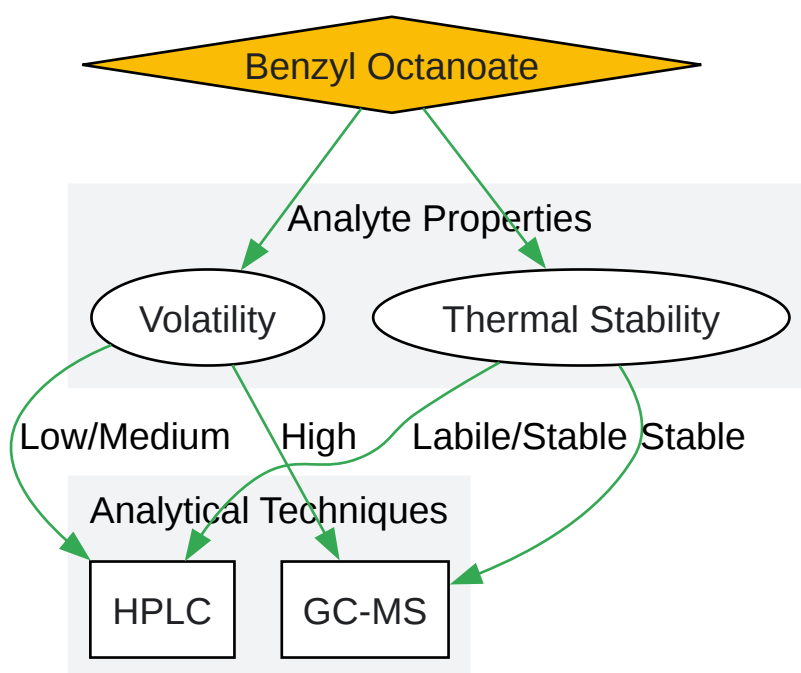 Benzyl Octanoate
Analyte Properties
Volatility
Thermal Stability
Low/Medium
High
Labile/Stable
Stable
Analytical Techniques
HPLC
GC-MS